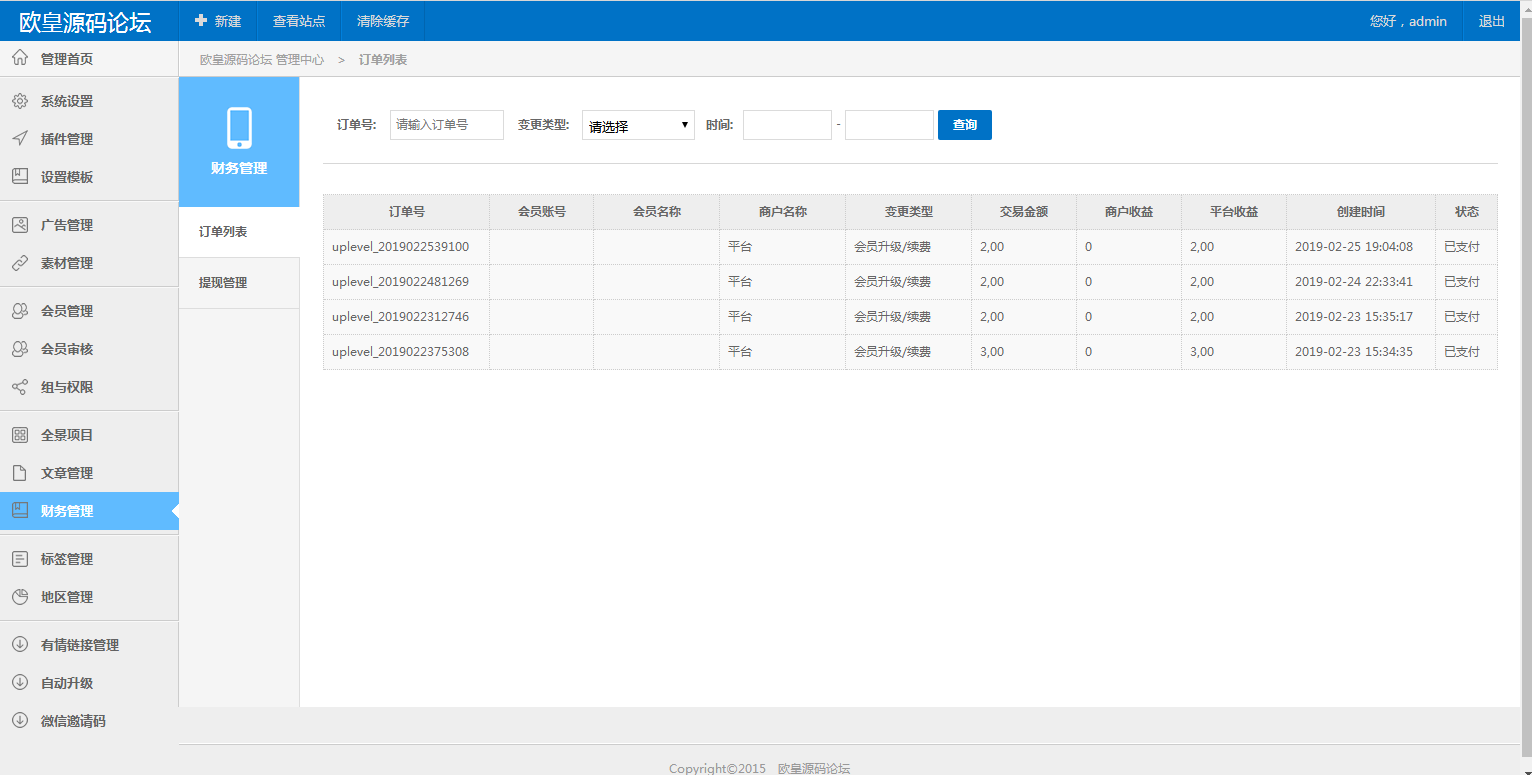 欧皇源码论坛 新建 查看站点 清除缓存 您好，admin 退出
管理首页
系统设置
插件管理
设置模板
广告管理
素材管理
会员管理
会员审核
组与权限
全景项目
文章管理
财务管理
标签管理
地区管理
有情链接管理
自动升级
微信邀请码
欧皇源码论坛 管理中心 > 订单列表
财务管理
订单列表
提现管理
订单号: 请输入订单号 变更类型: 请选择 时间: - 查询
订单号 会员账号 会员名称 商户名称 变更类型 交易金额 商户收益 平台收益 创建时间 状态
uplevel_2019022539100 平台 会员升级/续费 2,00 0 2,00 2019-02-25 19:04:08 已支付
uplevel_2019022481269 平台 会员升级/续费 2,00 0 2,00 2019-02-24 22:33:41 已支付
uplevel_2019022312746 平台 会员升级/续费 2,00 0 2,00 2019-02-23 15:35:17 已支付
uplevel_2019022375308 平台 会员升级/续费 3,00 0 3,00 2019-02-23 15:34:35 已支付
Copyright©2015 欧皇源码论坛